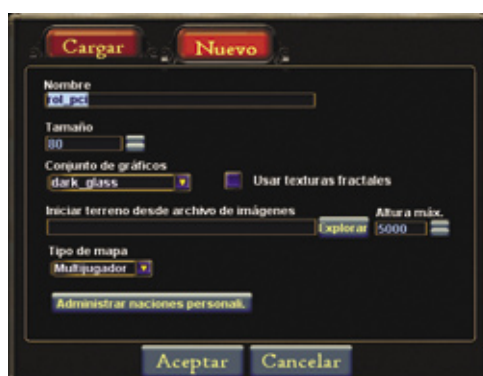 Cargar Nuevo
Nombre
rol_pci
Tamaño
80
Conjunto de gráficos
dark_glass Usar texturas fractales
Iniciar terreno desde archivo de imágenes Altura máx.
Explorar 5000
Tipo de mapa
Multijugador
Administrar naciones personali.
Aceptar Cancelar